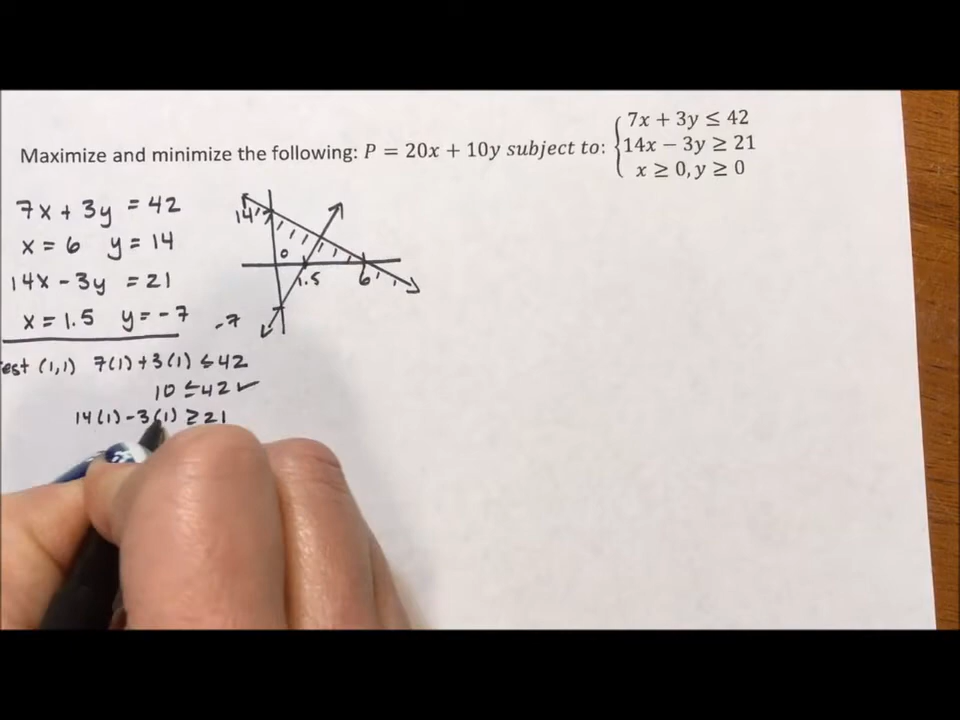 Maximize and minimize the following: P = 20x + 10y subject to: { 7x + 3y ≤ 42
14x − 3y ≥ 21
x ≥ 0, y ≥ 0
7x + 3y = 42
x = 6 y = 14
14x - 3y = 21
x = 1.5 y = -7
14
1.5
6
-7
est (1,1) 7(1) + 3(1) ≤ 42
10 ≤ 42 ✓
14(1) - 3(1) ≥ 21